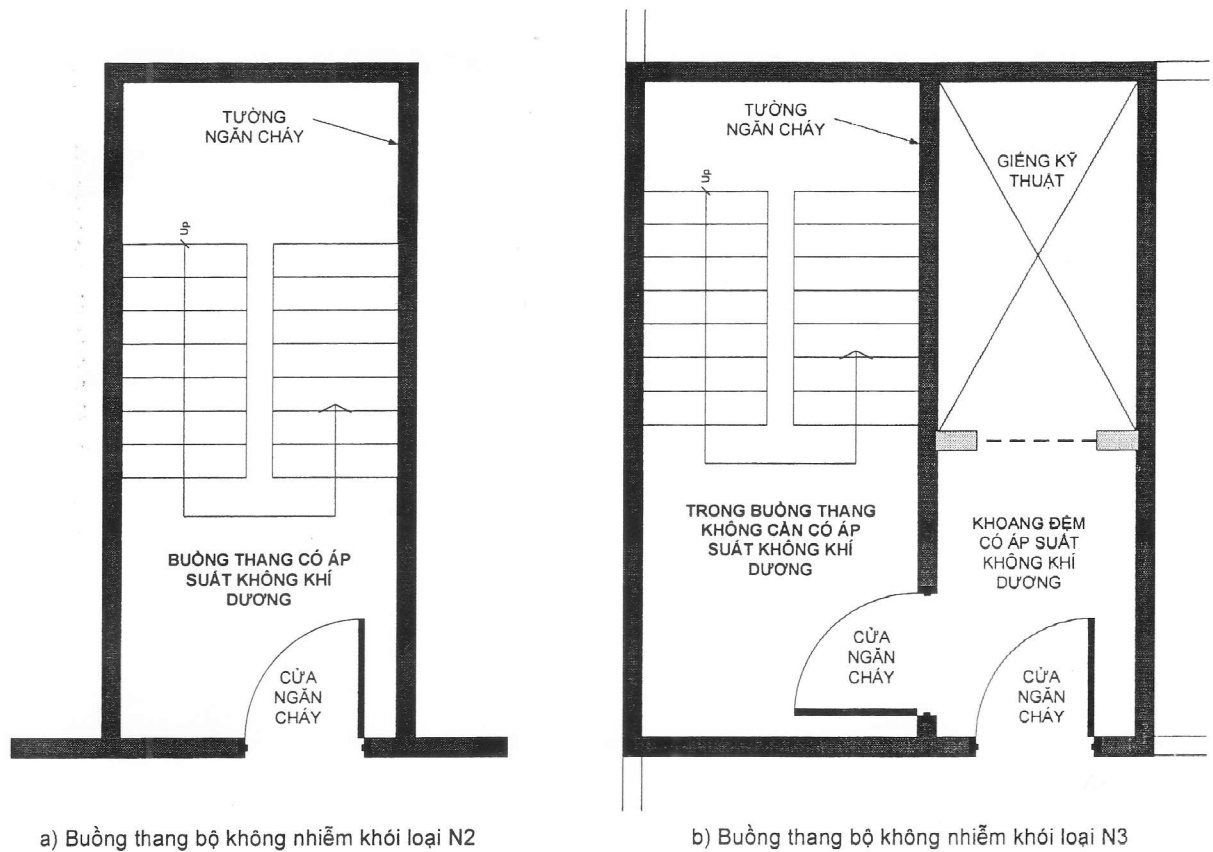 TƯỜNG
NGĂN CHÁY
Up
BUỒNG THANG CÓ ÁP
SUẤT KHÔNG KHÍ
DƯƠNG
CỬA
NGĂN
CHÁY
a) Buồng thang bộ không nhiễm khói loại N2
TƯỜNG
NGĂN CHÁY
GIẾNG KỸ
THUẬT
Up
TRONG BUỒNG THANG
KHÔNG CẦN CÓ ÁP
SUẤT KHÔNG KHÍ
DƯƠNG
KHOANG ĐỆM
CÓ ÁP SUẤT
KHÔNG KHÍ
DƯƠNG
CỬA
NGĂN
CHÁY
CỬA
NGĂN
CHÁY
b) Buồng thang bộ không nhiễm khói loại N3